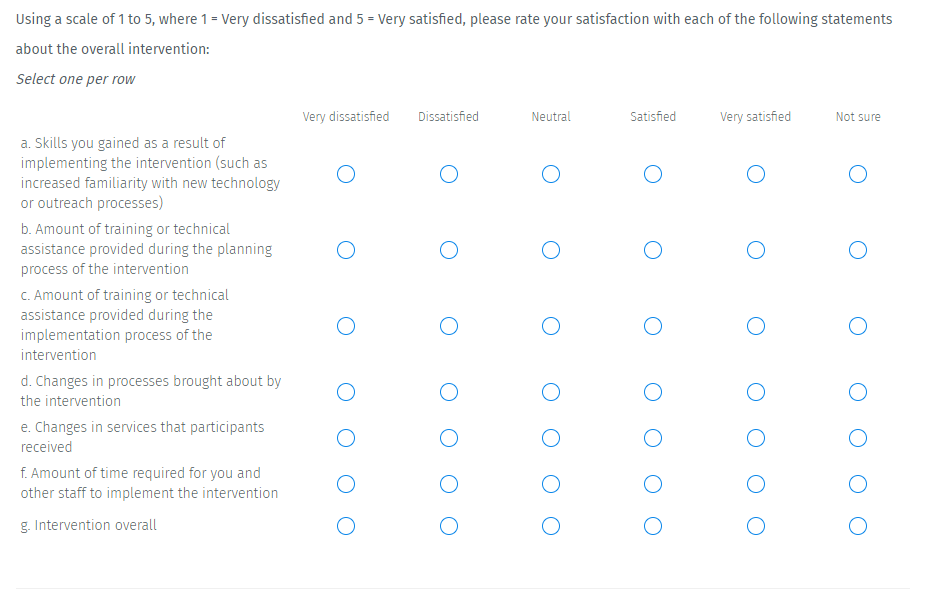 Using a scale of 1 to 5, where 1 = Very dissatisfied and 5 = Very satisfied, please rate your satisfaction with each of the following statements
about the overall intervention:
Select one per row
Very dissatisfied Dissatisfied Neutral Satisfied Very satisfied Not sure
a. Skills you gained as a result of
implementing the intervention (such as
increased familiarity with new technology
or outreach processes)
b. Amount of training or technical
assistance provided during the planning
process of the intervention
c. Amount of training or technical
assistance provided during the
implementation process of the
intervention
d. Changes in processes brought about by
the intervention
e. Changes in services that participants
received
f. Amount of time required for you and
other staff to implement the intervention
g. Intervention overall